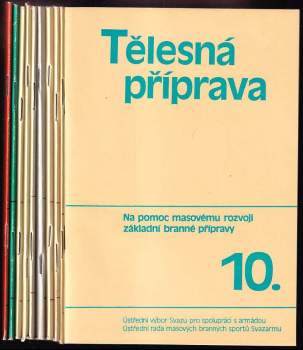 Tělesná
příprava
Na pomoc masovému rozvoji
základní branné přípravy
10.
Ústřední výbor Svazu pro spolupráci s armádou
Ústřední rada masových branných sportů Svazarmu